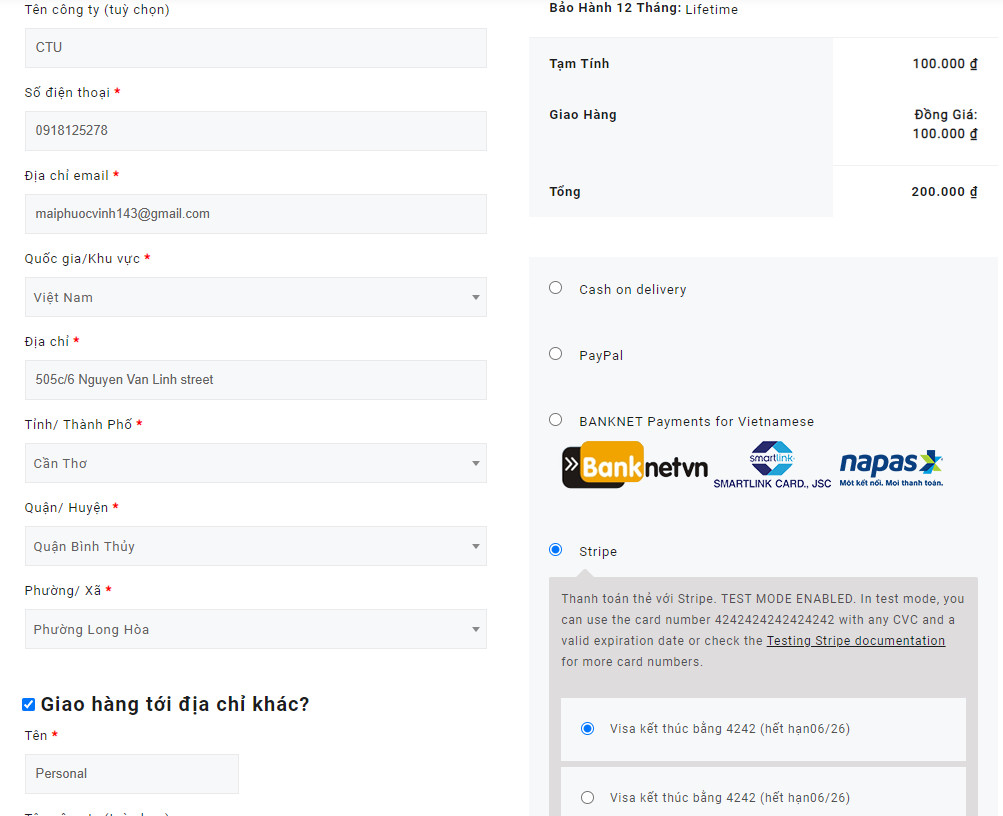 Tên công ty (tuỳ chọn)
CTU
Số điện thoại *
0918125278
Địa chỉ email *
maiphuocvinh143@gmail.com
Quốc gia/Khu vực *
Việt Nam
Địa chỉ *
505c/6 Nguyen Van Linh street
Tỉnh/ Thành Phố *
Cần Thơ
Quận/ Huyện *
Quận Bình Thủy
Phường/ Xã *
Phường Long Hòa
Giao hàng tới địa chỉ khác?
Tên *
Personal
Bảo Hành 12 Tháng: Lifetime
Tạm Tính 100.000 ₫
Giao Hàng Đồng Giá:
100.000 ₫
Tổng 200.000 ₫
Cash on delivery
PayPal
BANKNET Payments for Vietnamese
Banknetvn
Smartlink
SMARTLINK CARD., JSC
napas
Một kết nối. Mọi thanh toán.
Stripe
Thanh toán thẻ với Stripe. TEST MODE ENABLED. In test mode, you
can use the card number 4242424242424242 with any CVC and a
valid expiration date or check the Testing Stripe documentation
for more card numbers.
Visa kết thúc bằng 4242 (hết hạn06/26)
Visa kết thúc bằng 4242 (hết hạn06/26)